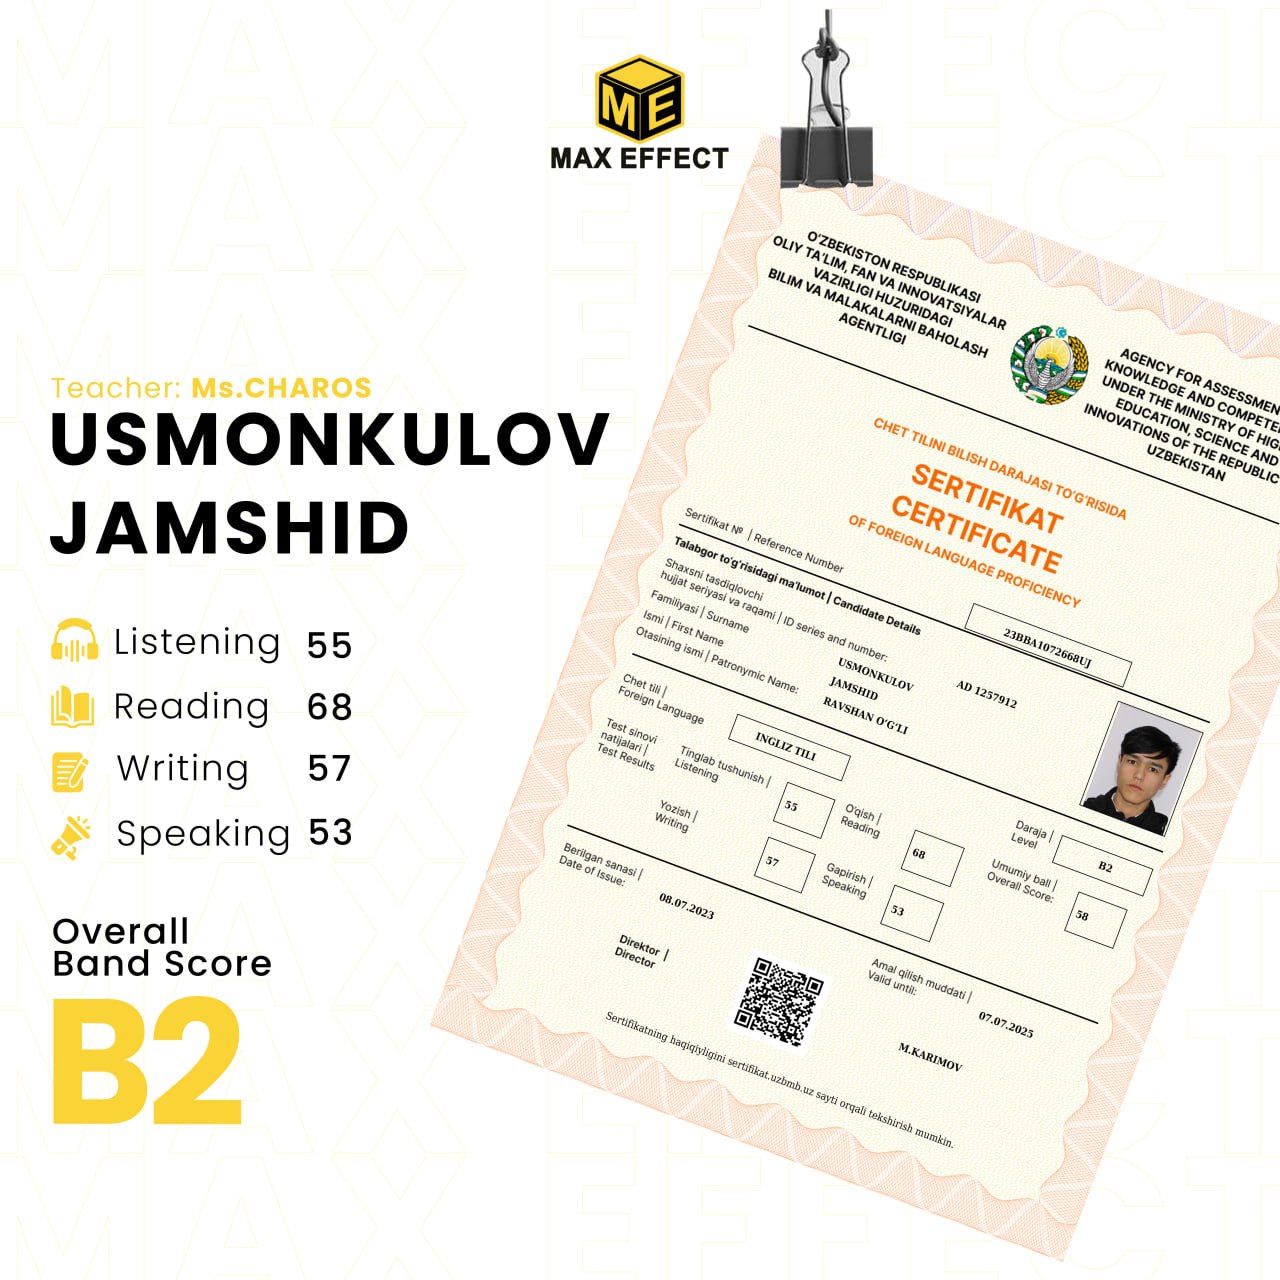 ME
MAX EFFECT
Teacher: Ms.CHAROS
USMONKULOV
JAMSHID
Listening 55
Reading 68
Writing 57
Speaking 53
Overall
Band Score
B2
O‘ZBEKISTON RESPUBLIKASI
OLIY TA’LIM, FAN VA INNOVATSIYALAR
VAZIRLIGI HUZURIDAGI
BILIM VA MALAKALARNI BAHOLASH
AGENTLIGI
AGENCY FOR ASSESSMEN
KNOWLEDGE AND COMPETE
UNDER THE MINISTRY OF HIG
EDUCATION, SCIENCE AND
INNOVATIONS OF THE REPUBLIC
UZBEKISTAN
CHET TILINI BILISH DARAJASI TO‘G‘RISIDA
SERTIFIKAT
CERTIFICATE
OF FOREIGN LANGUAGE PROFICIENCY
Sertifikat № | Reference Number
23BBA1072668UJ
Talabgor to‘g‘risidagi ma’lumot | Candidate Details
Shaxsni tasdiqlovchi
hujjat seriyasi va raqami | ID series and number:
AD 1257912
Familiyasi | Surname
USMONKULOV
Ismi | First Name
JAMSHID
Otasining ismi | Patronymic Name:
RAVSHAN O‘G‘LI
Chet tili |
Foreign Language
INGLIZ TILI
Test sinovi
natijalari |
Test Results
Tinglab tushunish |
Listening
55
O‘qish |
Reading
68
Daraja |
Level
B2
Yozish |
Writing
57
Gapirish |
Speaking
53
Umumiy ball |
Overall Score:
58
Berilgan sanasi |
Date of Issue:
08.07.2023
Amal qilish muddati |
Valid until:
07.07.2025
Direktor |
Director
M.KARIMOV
Sertifikatning haqiqiyligini sertifikat.uzbmb.uz sayti orqali tekshirish mumkin.